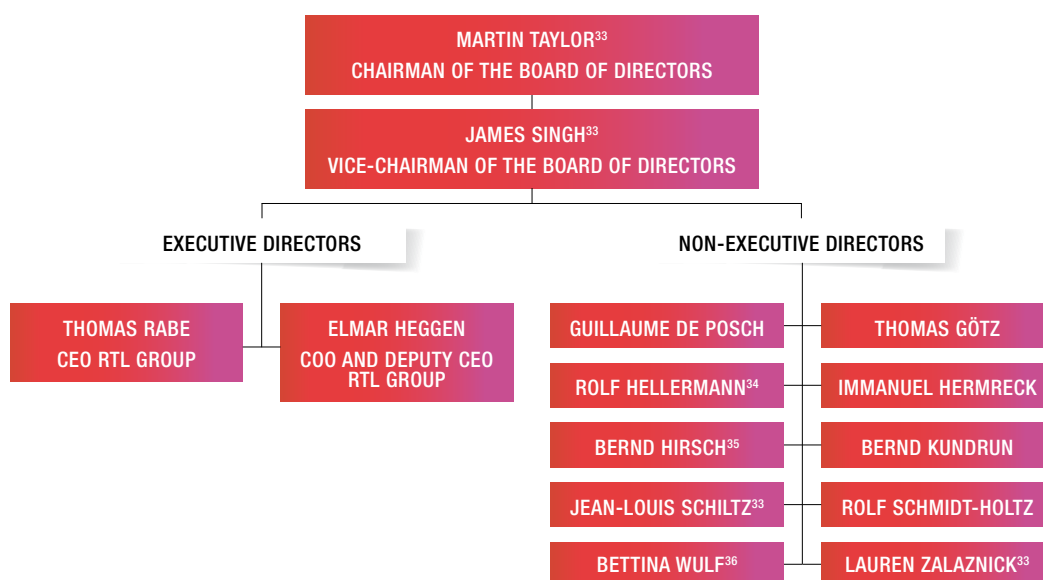 MARTIN TAYLOR³³
CHAIRMAN OF THE BOARD OF DIRECTORS
JAMES SINGH³³
VICE-CHAIRMAN OF THE BOARD OF DIRECTORS
EXECUTIVE DIRECTORS
NON-EXECUTIVE DIRECTORS
THOMAS RABE
CEO RTL GROUP
ELMAR HEGGEN
COO AND DEPUTY CEO
RTL GROUP
GUILLAUME DE POSCH
THOMAS GÖTZ
ROLF HELLERMANN³⁴
IMMANUEL HERMRECK
BERND HIRSCH³⁵
BERND KUNDRUN
JEAN-LOUIS SCHILTZ³³
ROLF SCHMIDT-HOLTZ
BETTINA WULF³⁶
LAUREN ZALAZNICK³³